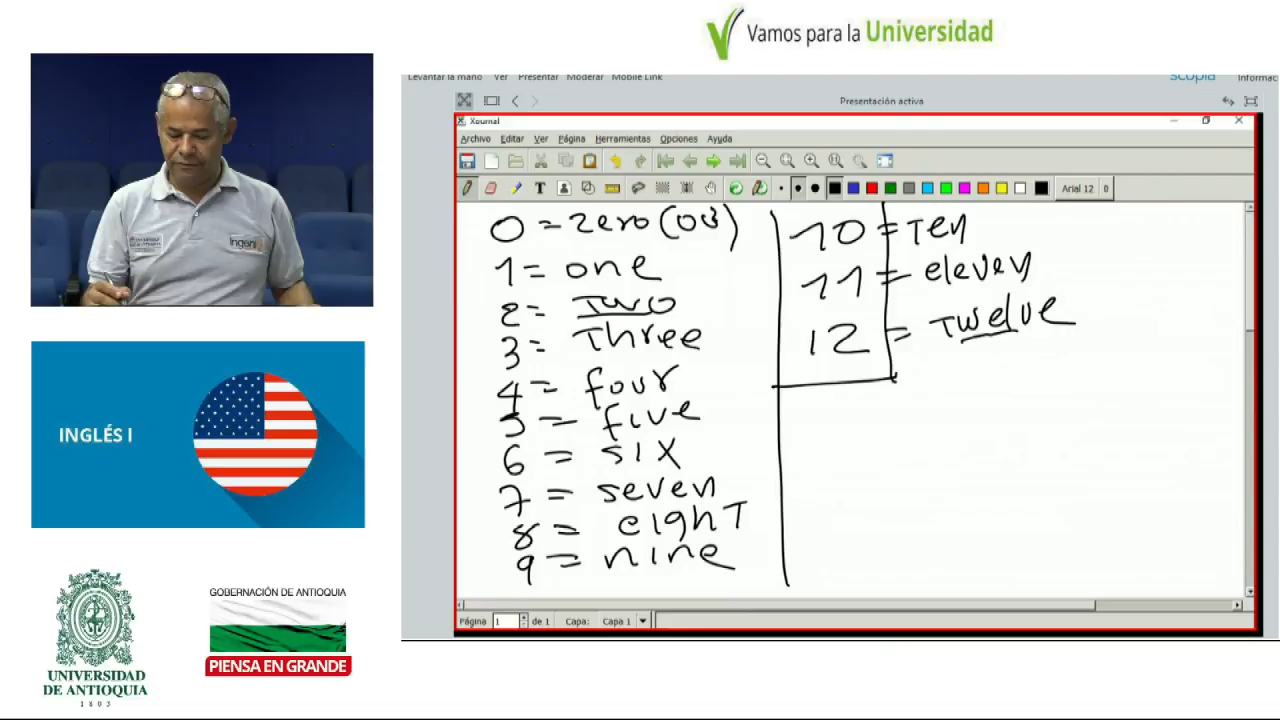 Vamos para la Universidad
Levantar la mano Ver Presentar Moderar Mobile Link
scopia Informac
Presentación activa
Xournal
Archivo Editar Ver Página Herramientas Opciones Ayuda
Arial 12
0 = zero (
1 = one
2 = Two
3 = Three
4 = four
5 = five
6 = six
7 = seven
8 = eighT
9 = nine
10 = Ten
11 = eleven
12 = Twelve
Página 1 de 1 Capa: Capa 1
INGLÉS I
UNIVERSIDAD
DE ANTIOQUIA
1803
GOBERNACIÓN DE ANTIOQUIA
PIENSA EN GRANDE